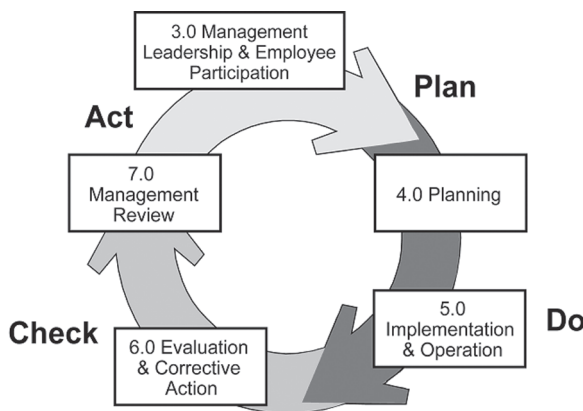 3.0 Management
Leadership & Employee
Participation
Plan
Act
7.0
Management
Review
4.0 Planning
5.0
Implementation
& Operation
Do
Check
6.0 Evaluation
& Corrective
Action